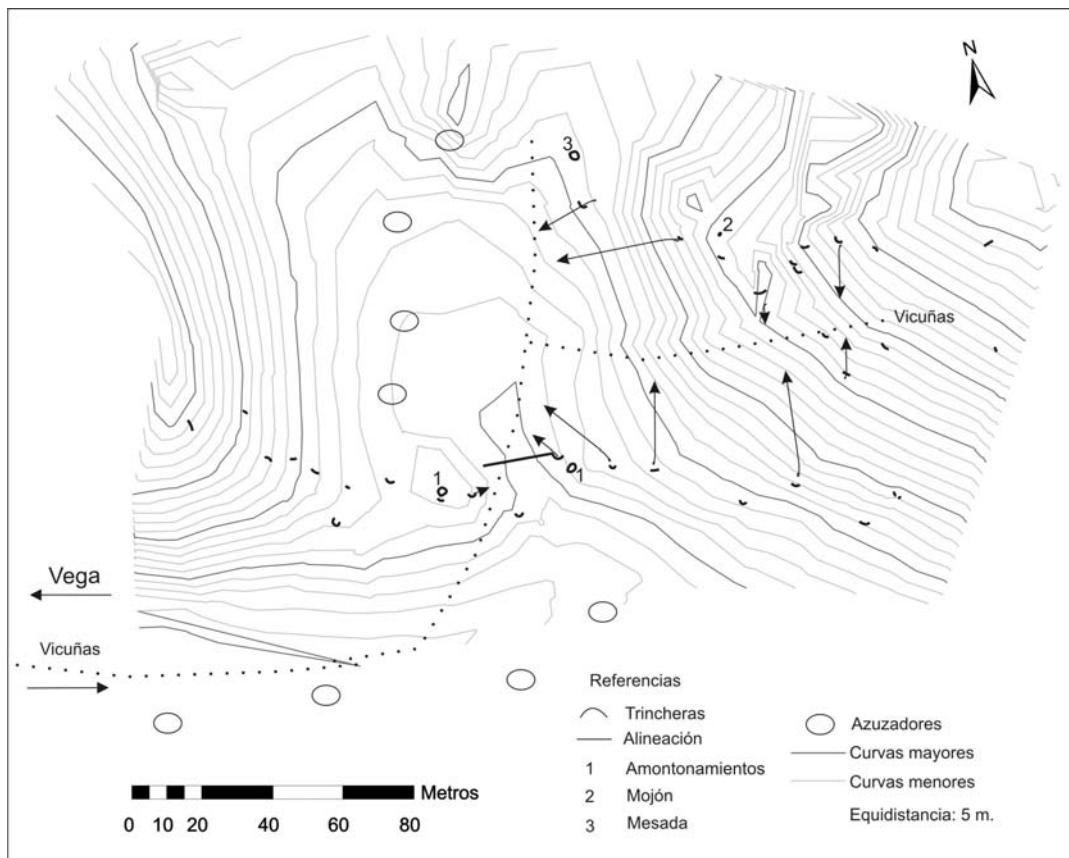 N
3
2
Vicuñas
1
1
Vega
Vicuñas
Referencias
Trincheras
Alineación
1 Amontonamientos
2 Mojón
3 Mesada
Azuzadores
Curvas mayores
Curvas menores
Equidistancia: 5 m.
Metros
0 10 20 40 60 80